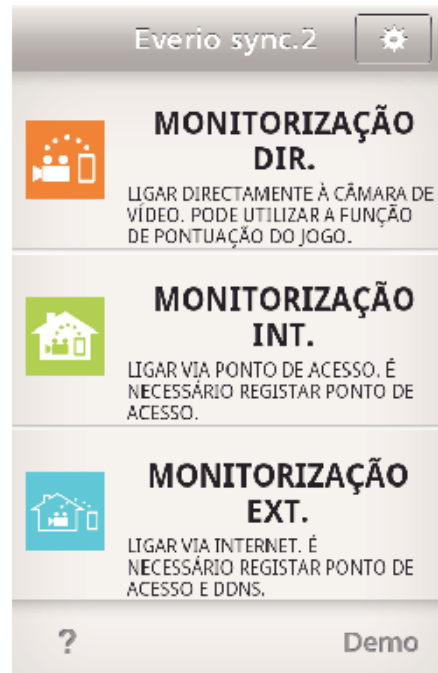 Everio sync.2
MONITORIZAÇÃO
DIR.
LIGAR DIRECTAMENTE À CÂMARA DE
VÍDEO. PODE UTILIZAR A FUNÇÃO
DE PONTUAÇÃO DO JOGO.
MONITORIZAÇÃO
INT.
LIGAR VIA PONTO DE ACESSO. É
NECESSÁRIO REGISTAR PONTO DE
ACESSO.
MONITORIZAÇÃO
EXT.
LIGAR VIA INTERNET. É
NECESSÁRIO REGISTAR PONTO DE
ACESSO E DDNS.
? Demo